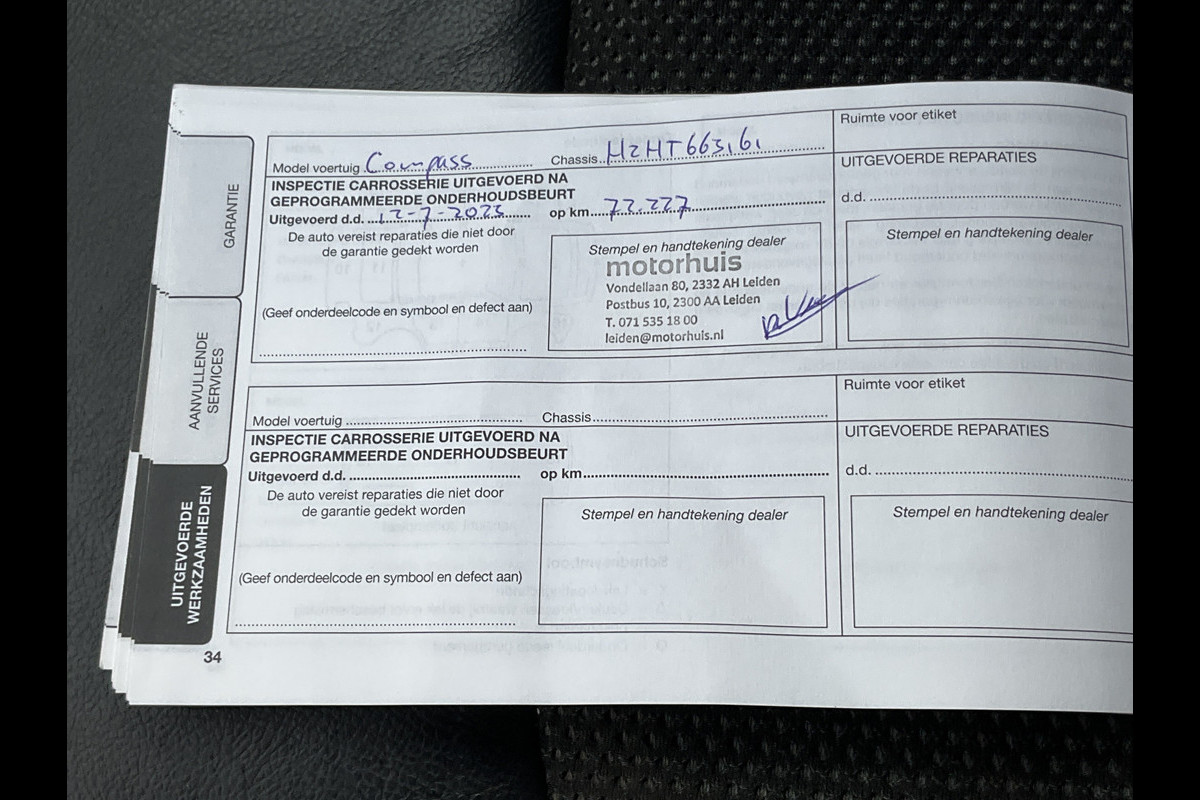 Ruimte voor etiket
Model voertuig Compass Chassis
INSPECTIE CARROSSERIE UITGEVOERD NA
GEPROGRAMMEERDE ONDERHOUDSBEURT
UITGEVOERDE REPARATIES
Uitgevoerd d.d. 12-7-2023 op km. 72.227
d.d.
De auto vereist reparaties die niet door
de garantie gedekt worden
(Geef onderdeelcode en symbool en defect aan)
Stempel en handtekening dealer
motorhuis
Vondellaan 80, 2332 AH Leiden
Postbus 10, 2300 AA Leiden
T. 071 535 18 00
leiden@motorhuis.nl
Stempel en handtekening dealer
Ruimte voor etiket
Model voertuig Chassis
INSPECTIE CARROSSERIE UITGEVOERD NA
GEPROGRAMMEERDE ONDERHOUDSBEURT
UITGEVOERDE REPARATIES
Uitgevoerd d.d. op km.
d.d.
De auto vereist reparaties die niet door
de garantie gedekt worden
(Geef onderdeelcode en symbool en defect aan)
Stempel en handtekening dealer
Stempel en handtekening dealer
GARANTIE
AANVULLENDE
SERVICES
UITGEVOERDE
WERKZAAMHEDEN
34